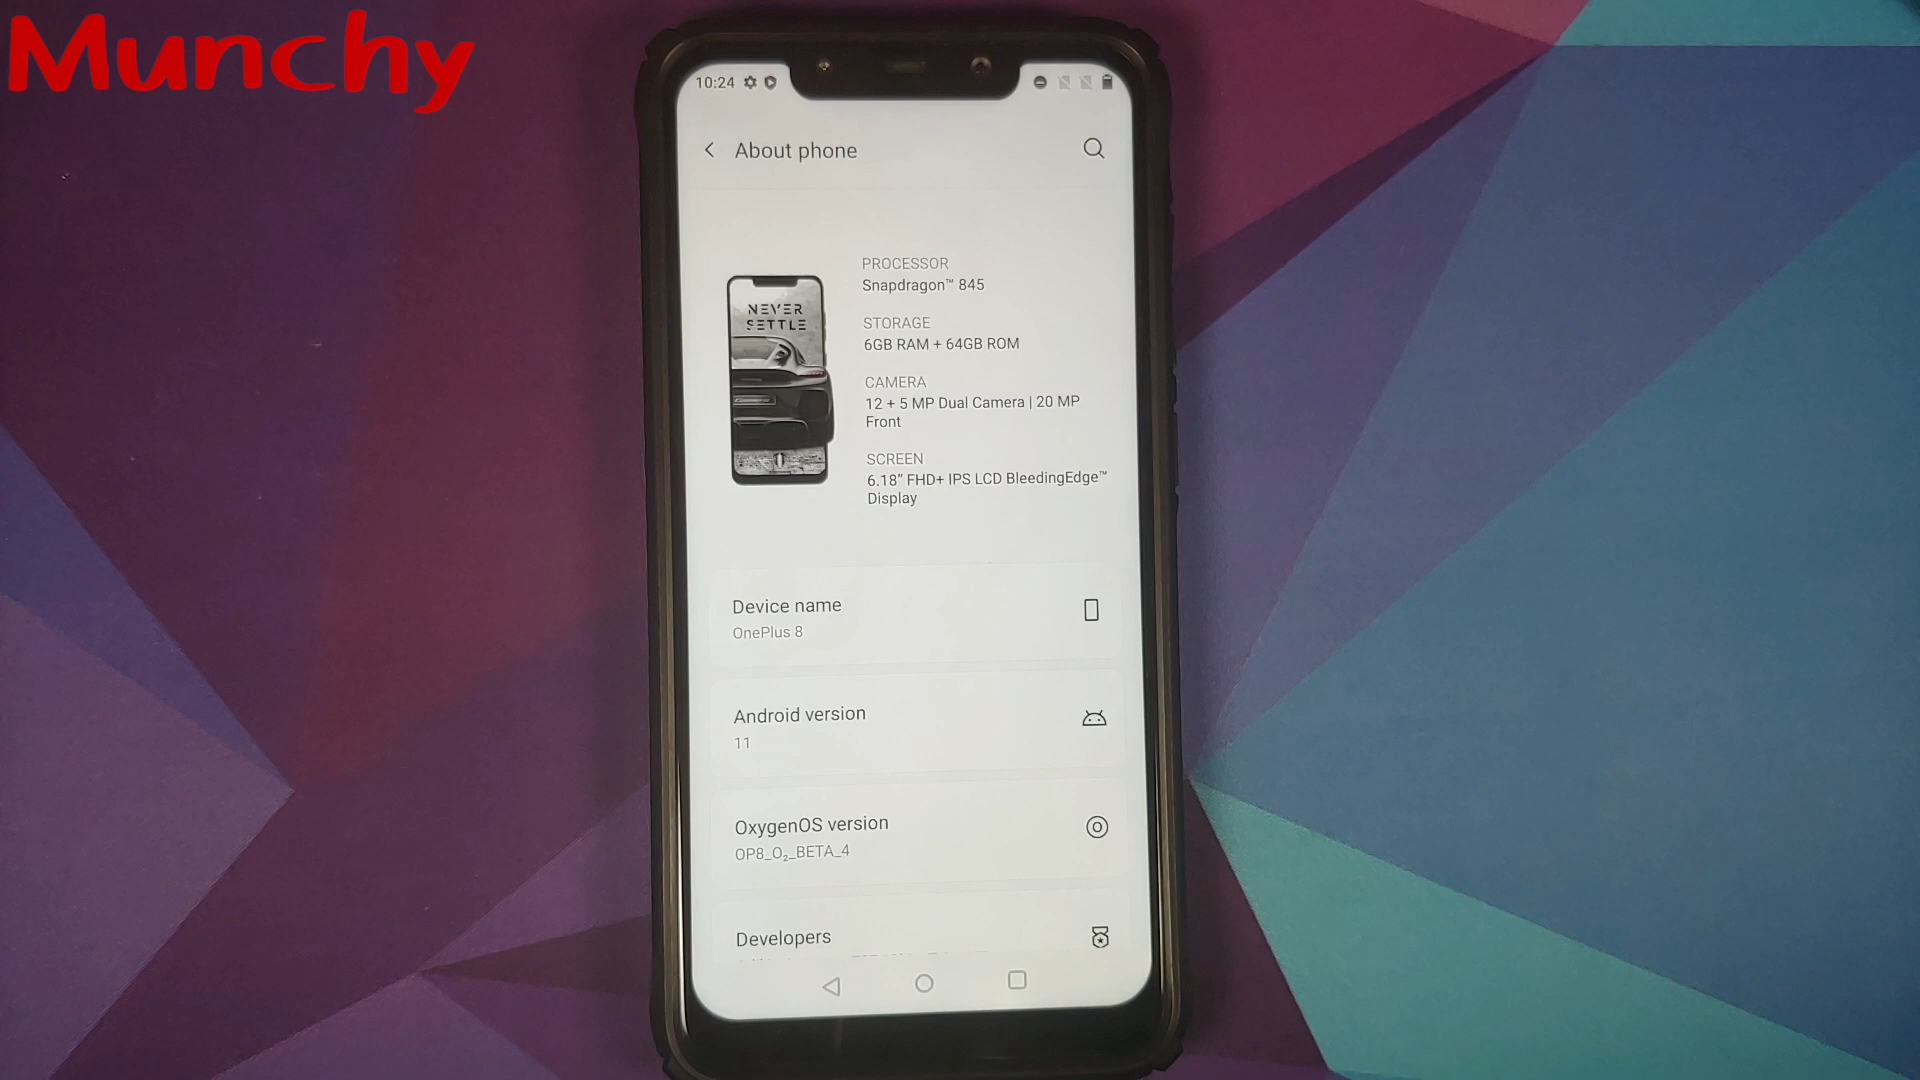 Munchy
10:24
About phone
PROCESSOR
Snapdragon™ 845
STORAGE
6GB RAM + 64GB ROM
CAMERA
12 + 5 MP Dual Camera | 20 MP
Front
SCREEN
6.18" FHD+ IPS LCD BleedingEdge™
Display
NEVER
SETTLE
Device name
OnePlus 8
Android version
11
OxygenOS version
OP8_O₂_BETA_4
Developers